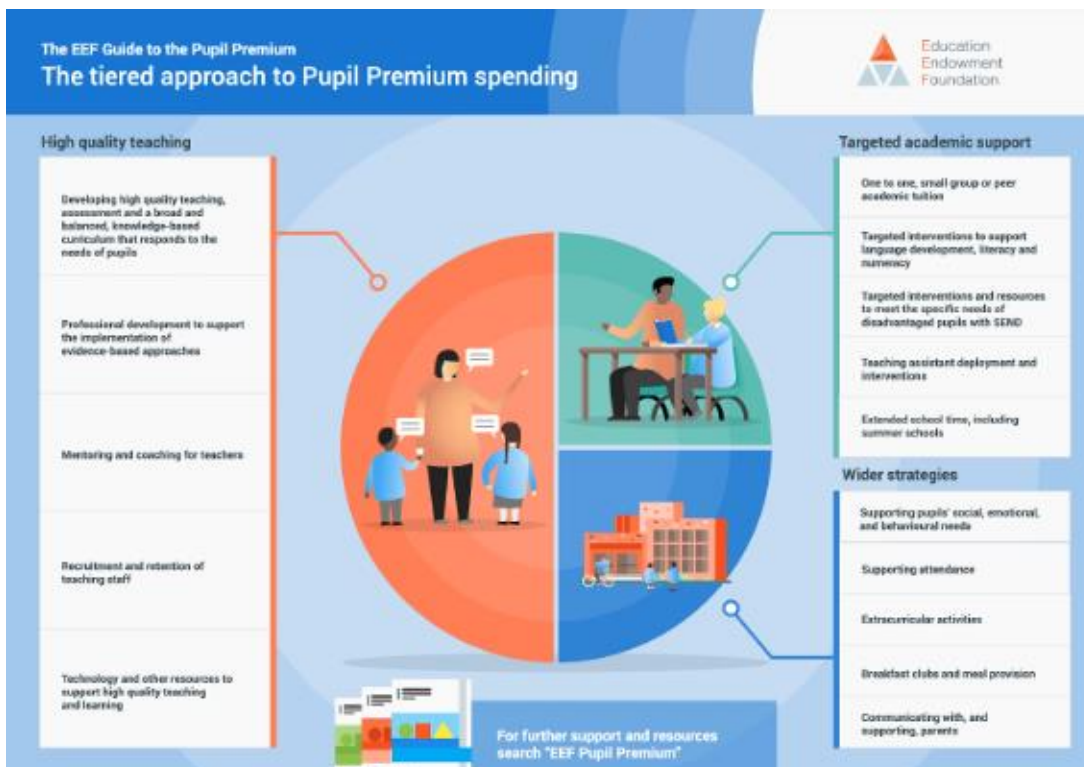 The EEF Guide to the Pupil Premium
The tiered approach to Pupil Premium spending
Education
Endowment
Foundation
High quality teaching
Developing high quality teaching,
assessment and a broad and
balanced, knowledge-based
curriculum that responds to the
needs of pupils
Professional development to support
the implementation of
evidence-based approaches
Mentoring and coaching for teachers
Recruitment and retention of
teaching staff
Technology and other resources to
support high quality teaching
and learning
Targeted academic support
One to one, small group or peer
academic tuition
Targeted interventions to support
language development, literacy and
numeracy
Targeted interventions and resources
to meet the specific needs of
disadvantaged pupils with SEND
Teaching assistant deployment and
interventions
Extended school time, including
summer schools
Wider strategies
Supporting pupils' social, emotional,
and behavioural needs
Supporting attendance
Extracurricular activities
Breakfast clubs and meal provision
Communicating with, and
supporting, parents
For further support and resources
search "EEF Pupil Premium"